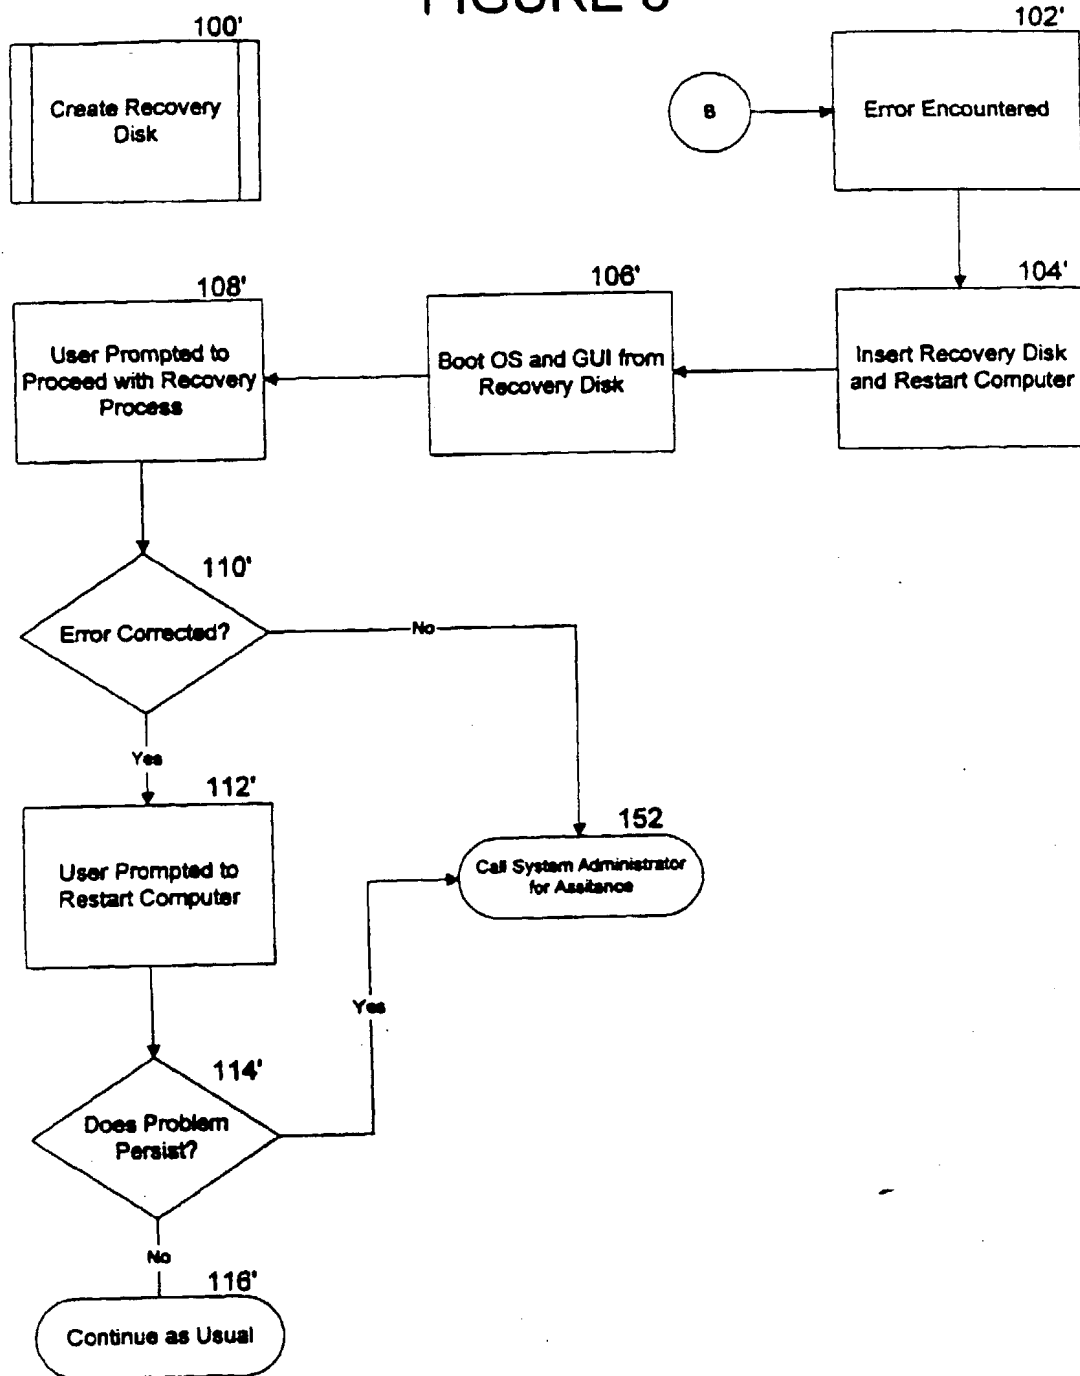 100'
Create Recovery
Disk
B
102'
Error Encountered
104'
Insert Recovery Disk
and Restart Computer
106'
Boot OS and GUI from
Recovery Disk
108'
User Prompted to
Proceed with Recovery
Process
110'
Error Corrected?
No
Yes
112'
User Prompted to
Restart Computer
152
Call System Administrator
for Assitance
Yes
114'
Does Problem
Persist?
No
116'
Continue as Usual